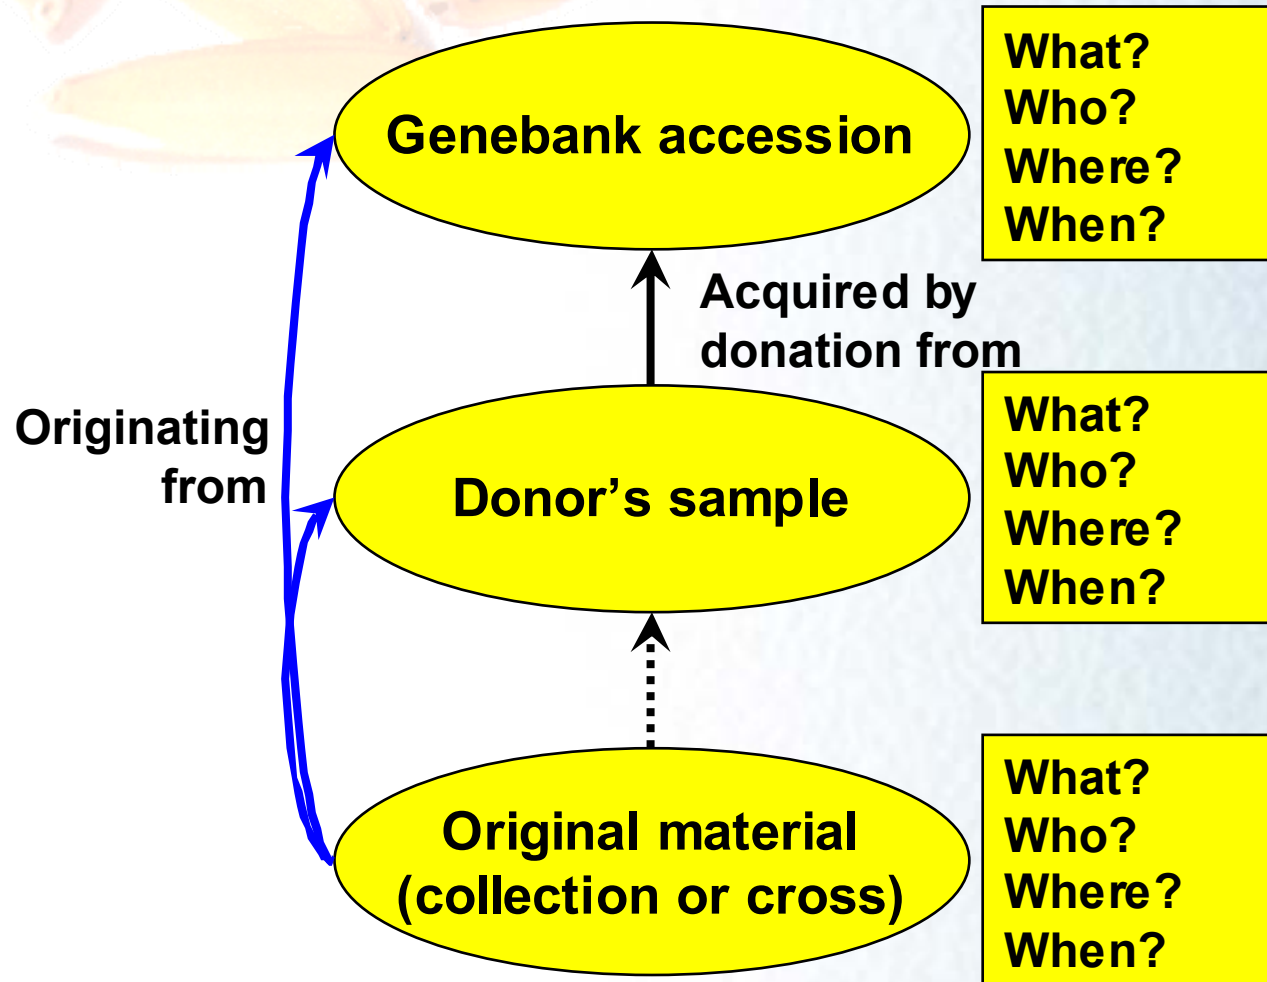 Genebank accession
What?
Who?
Where?
When?
Acquired by
donation from
Originating
from
Donor’s sample
What?
Who?
Where?
When?
Original material
(collection or cross)
What?
Who?
Where?
When?